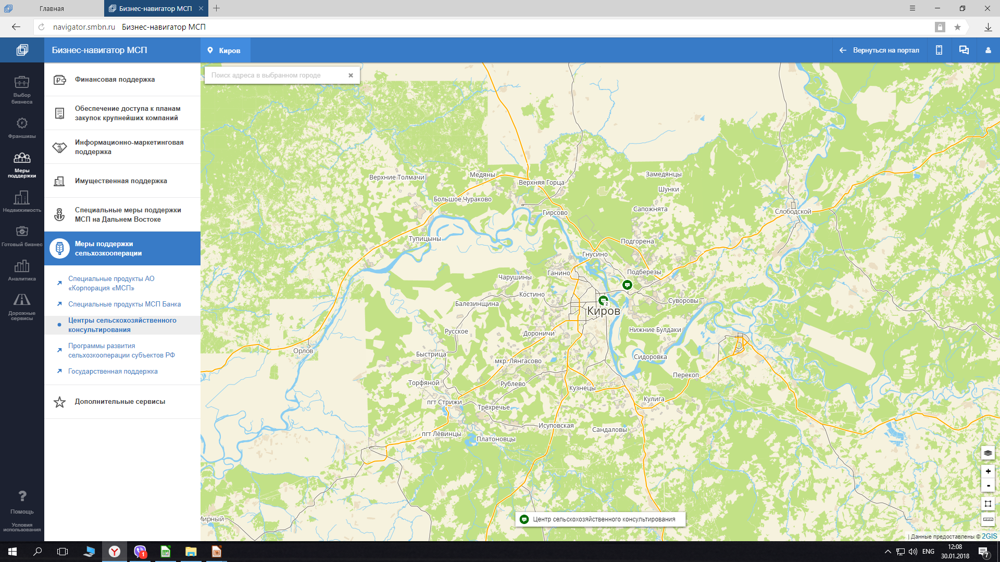 Главная
Бизнес-навигатор МСП
navigator.smbn.ru Бизнес-навигатор МСП
Бизнес-навигатор МСП
Киров
Вернуться на портал
Выбор
бизнеса
Франшизы
Меры
поддержки
Недвижимость
Готовый бизнес
Аналитика
Дорожные
сервисы
Помощь
Условия
использования
Финансовая поддержка
Обеспечение доступа к планам
закупок крупнейших компаний
Информационно-маркетинговая
поддержка
Имущественная поддержка
Специальные меры поддержки
МСП на Дальнем Востоке
Меры поддержки
сельхозкооперации
Специальные продукты АО
«Корпорация «МСП»
Специальные продукты МСП Банка
Центры сельскохозяйственного
консультирования
Программы развития
сельхозкооперации субъектов РФ
Государственная поддержка
Дополнительные сервисы
Поиск адреса в выбранном городе
Замедянцы
Медяны
Верхние Толмачи
Верхняя Горца
Шунки
Большое Чураково
Сапожнята
Гирсово
Слободской
Тупицыны
Подгорена
Гнусино
Ганино
Подберезы
Чарушины
Костино
Суворовы
Балезинщина
2
Киров
Русское
Дороничи
Нижние Булдаки
Орлов
Быстрица
Сидоровка
мкр. Лянгасово
Перекоп
Торфяной
Рублево
Кузнецы
Кулига
пгт Стрижи
Трёхречье
Исуповская
Сандаловы
пгт Лёвинцы
Платоновцы
Мирный
Центр сельскохозяйственного консультирования
+
-
| Данные предоставлены © 2GIS
1
ENG
12:08
30.01.2018
7